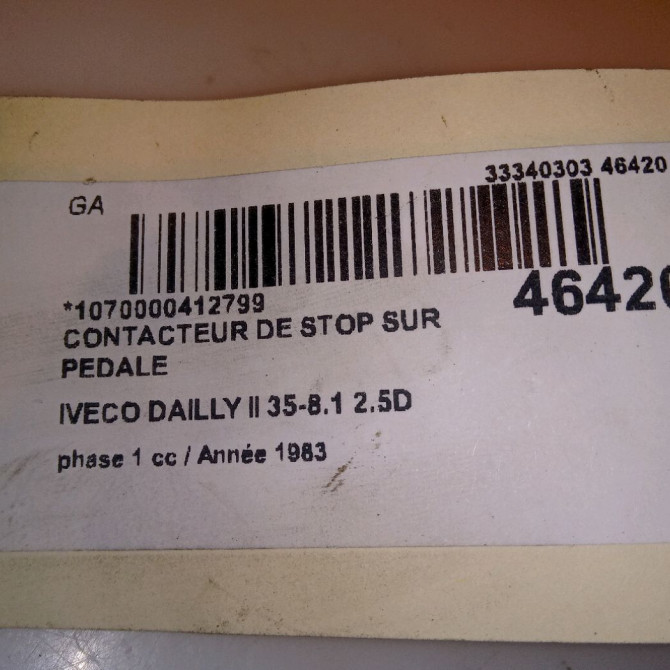 33340303 46420
GA
*1070000412799
46420
CONTACTEUR DE STOP SUR
PEDALE
IVECO DAILLY II 35-8.1 2.5D
phase 1 cc / Année 1983